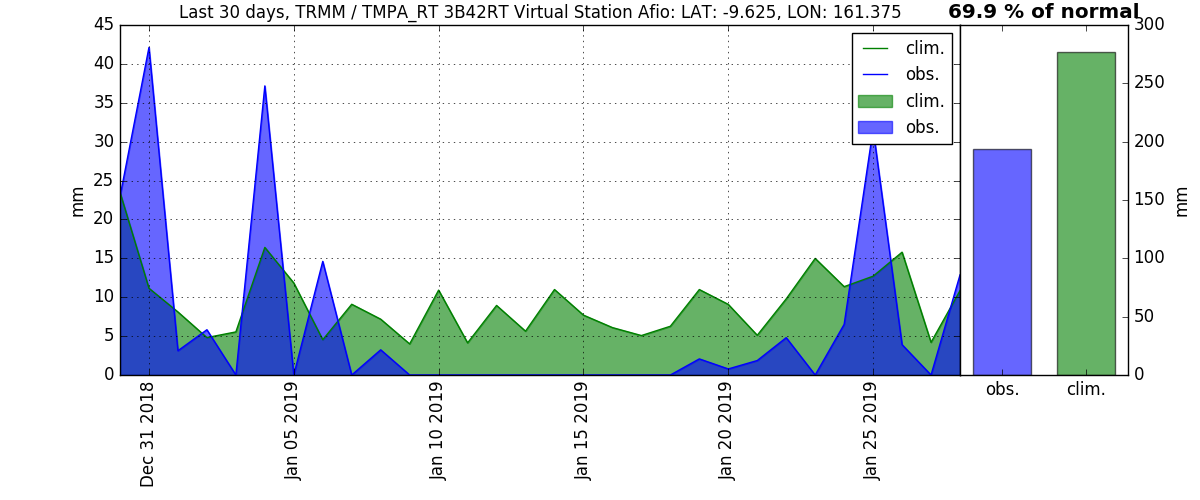 Last 30 days, TRMM / TMPA_RT 3B42RT Virtual Station Afio: LAT: -9.625, LON: 161.375
69.9 % of normal
45
40
35
30
25
20
15
10
5
0
mm
Dec 31 2018
Jan 05 2019
Jan 10 2019
Jan 15 2019
Jan 20 2019
Jan 25 2019
clim.
obs.
clim.
obs.
300
250
200
150
100
50
0
mm
obs.
clim.